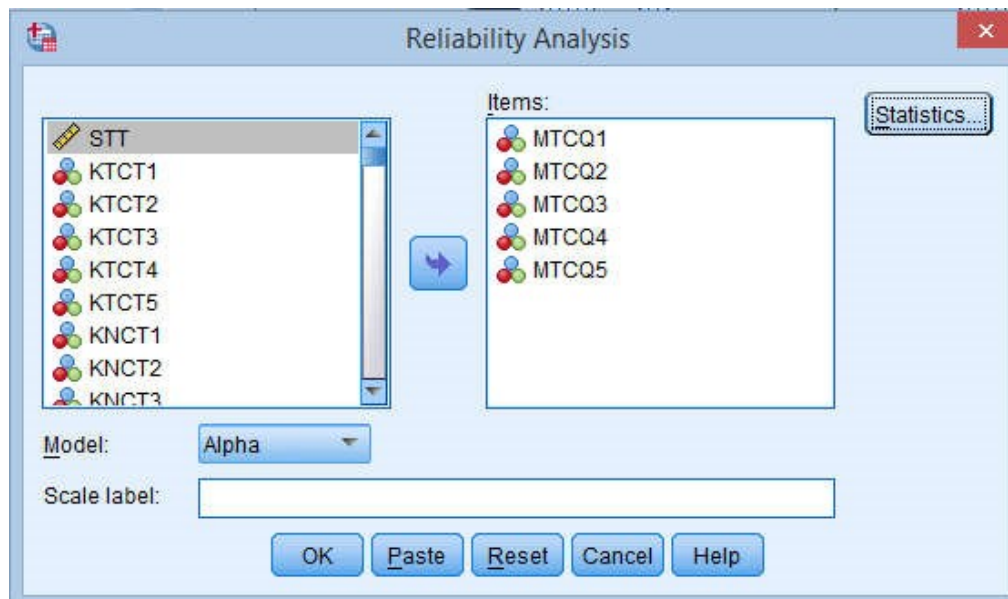 Reliability Analysis
Items:
Statistics...
STT
KTCT1
KTCT2
KTCT3
KTCT4
KTCT5
KNCT1
KNCT2
KNCT3
MTCQ1
MTCQ2
MTCQ3
MTCQ4
MTCQ5
Model: Alpha
Scale label:
OK Paste Reset Cancel Help